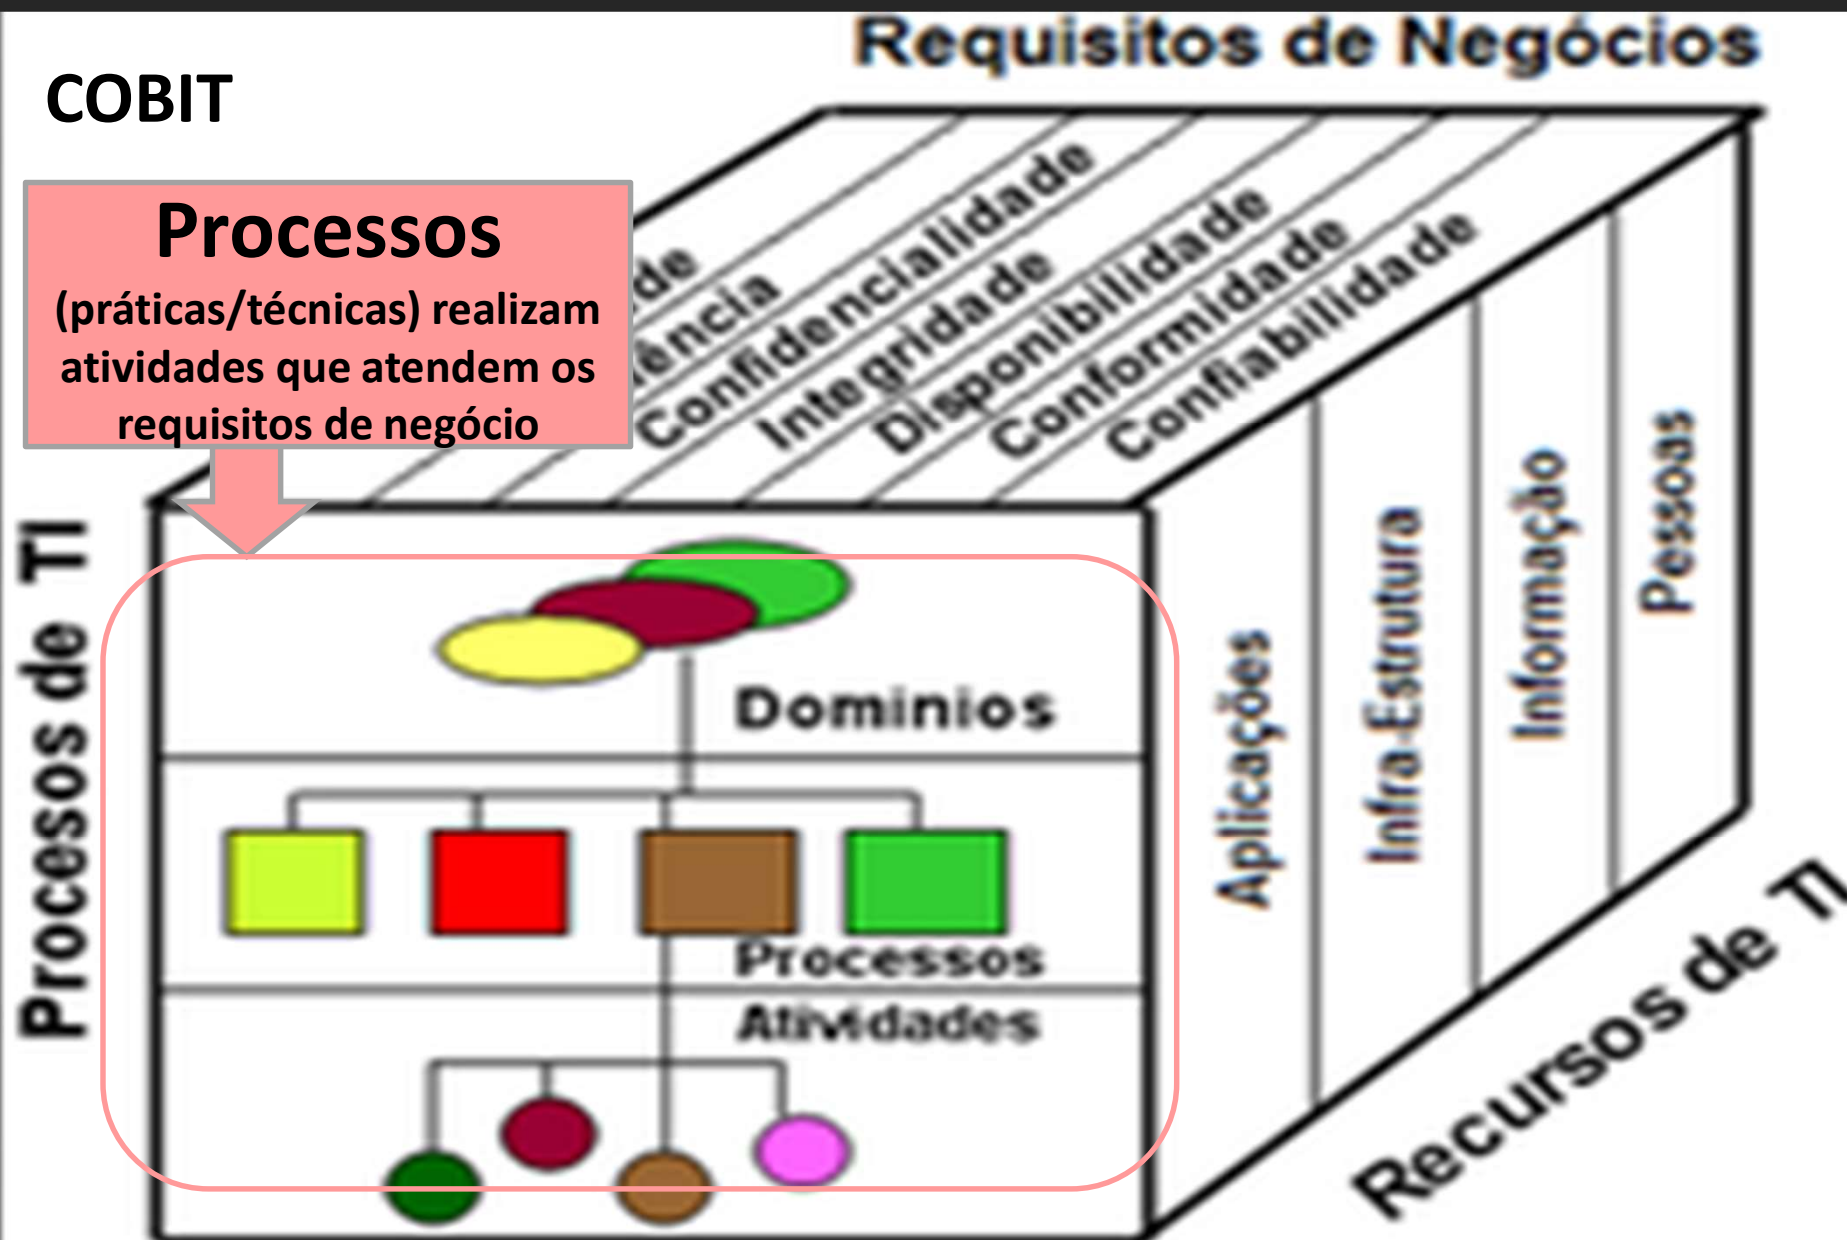 Requisitos de Negócios
COBIT
Processos
(práticas/técnicas) realizam
atividades que atendem os
requisitos de negócio
Confidencialidade
Integridade
Disponibilidade
Conformidade
Confiabilidade
Processos de TI
Dominios
Processos
Atividades
Aplicações
Infra-Estrutura
Informação
Pessoas
Recursos de TI